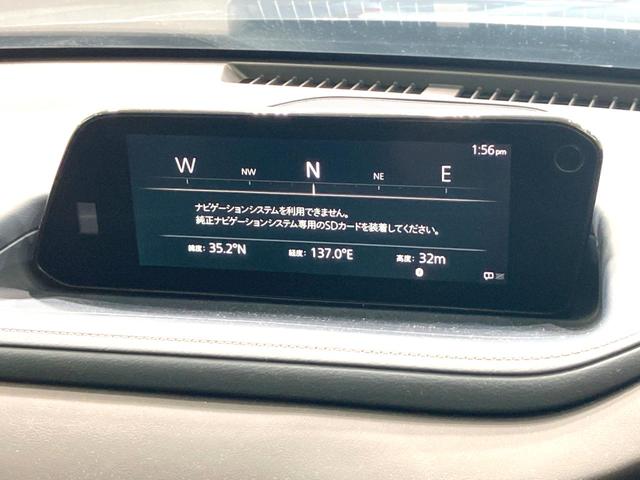 1:56pm
W NW N NE E
ナビゲーションシステムを利用できません。
純正ナビゲーションシステム専用のSDカードを装着してください。
緯度: 35.2°N 経度: 137.0°E 高度: 32m